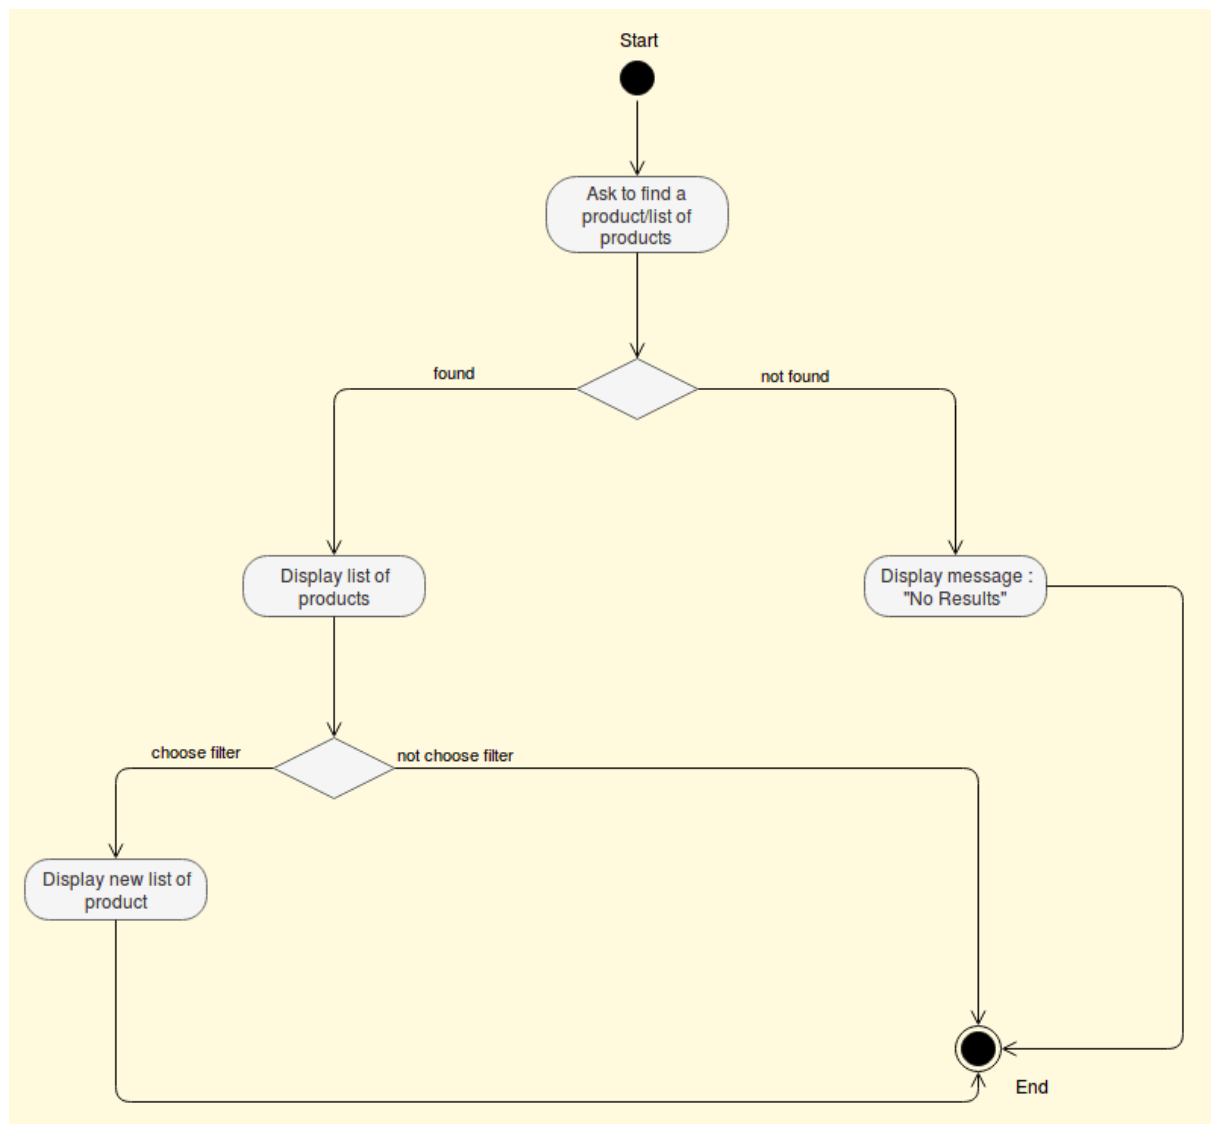 Start
Ask to find a
product/list of
products
found
not found
Display list of
products
Display message :
"No Results"
choose filter
not choose filter
Display new list of
product
End